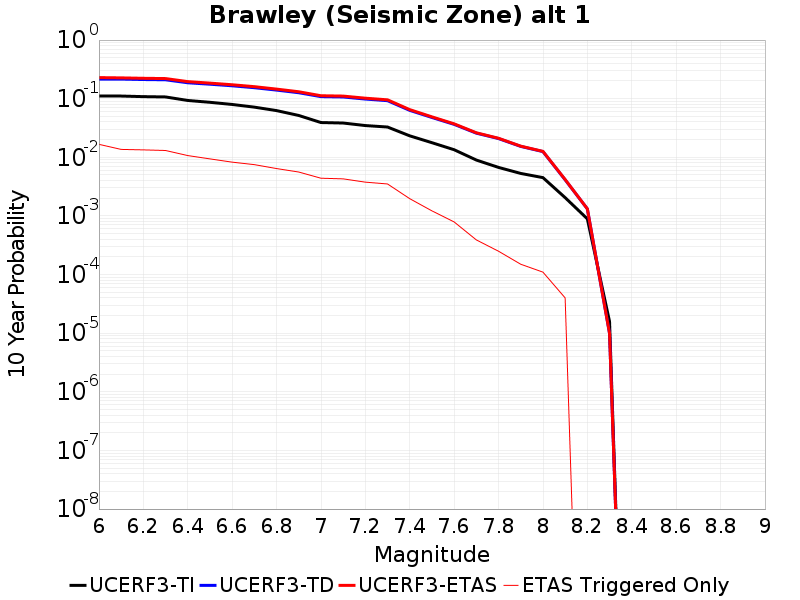 Brawley (Seismic Zone) alt 1
10 Year Probability
10^0
10^-1
10^-2
10^-3
10^-4
10^-5
10^-6
10^-7
10^-8
6 6.2 6.4 6.6 6.8 7 7.2 7.4 7.6 7.8 8 8.2 8.4 8.6 8.8 9
Magnitude
UCERF3-TI UCERF3-TD UCERF3-ETAS ETAS Triggered Only